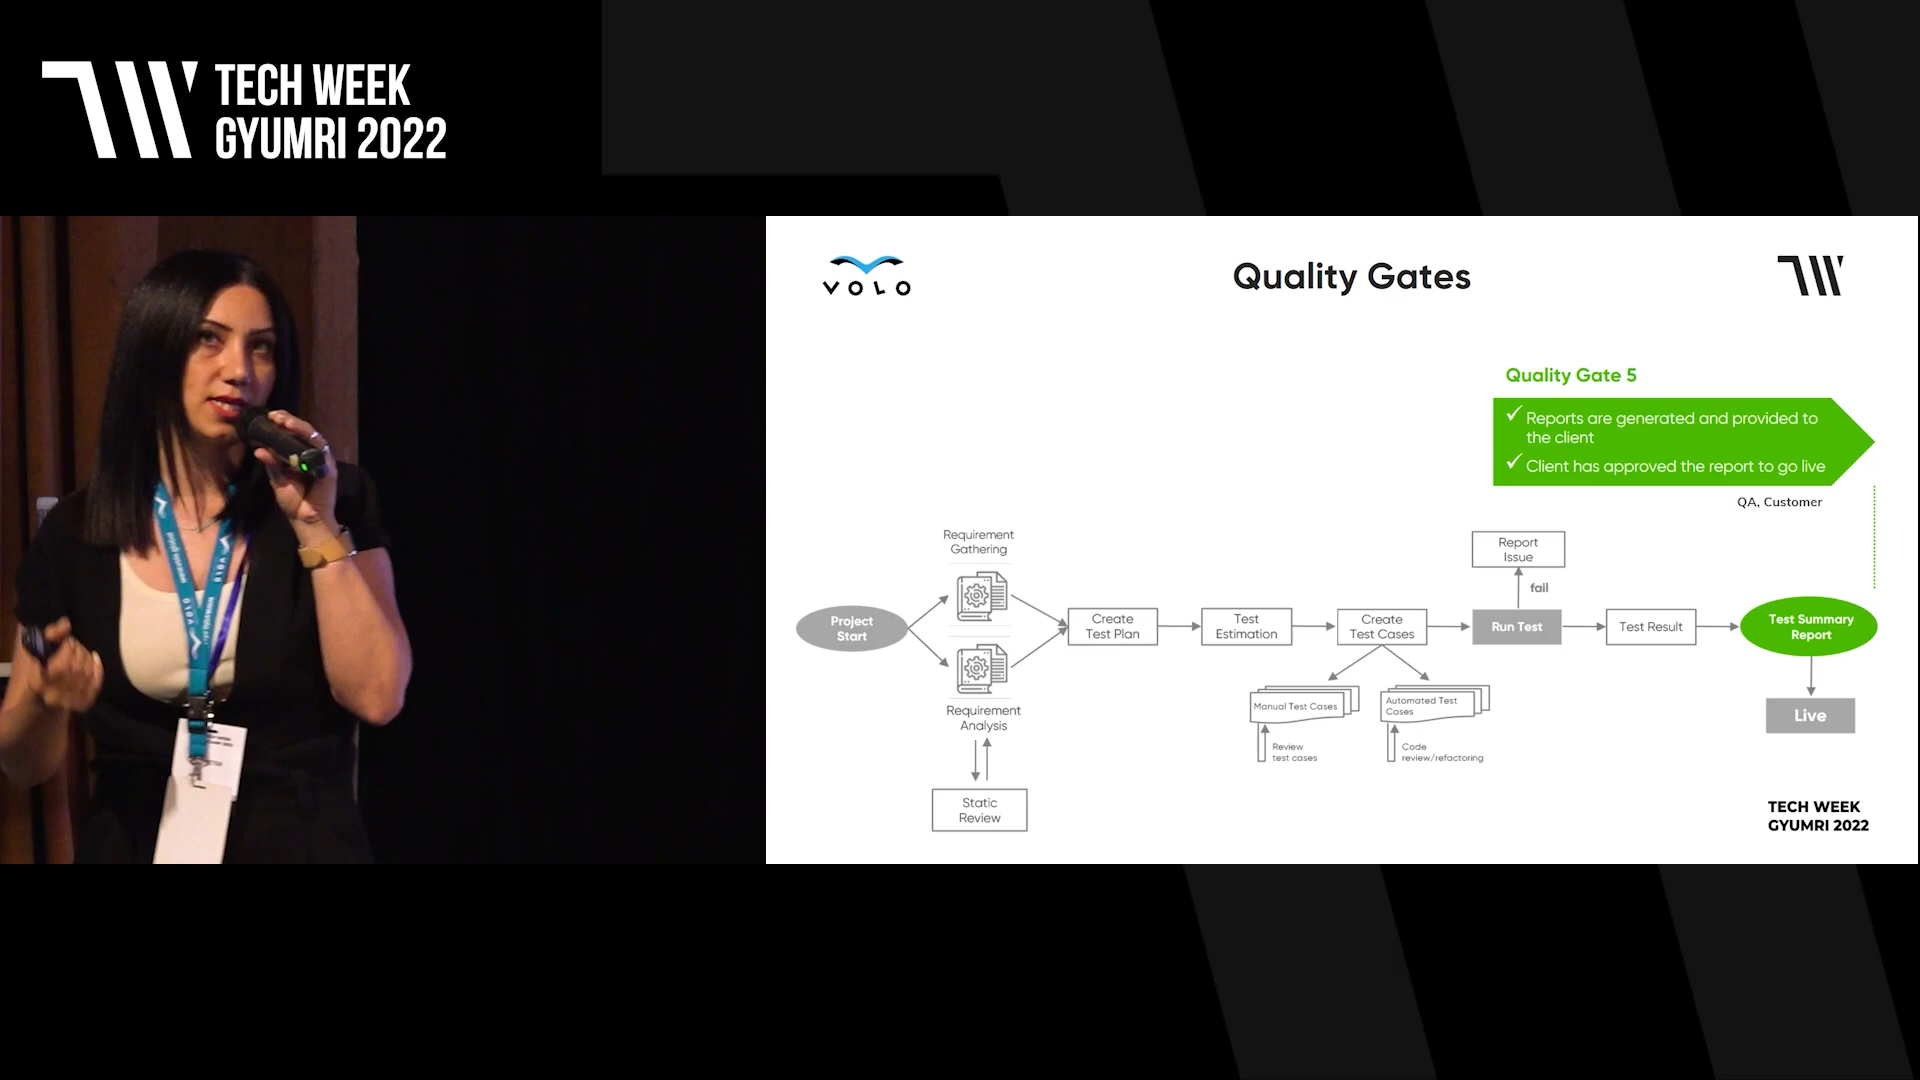 TECH WEEK
GYUMRI 2022
VOLO
Quality Gates
Quality Gate 5
Reports are generated and provided to
the client
Client has approved the report to go live
QA, Customer
Requirement
Gathering
Report
Issue
fail
Project
Start
Create
Test Plan
Test
Estimation
Create
Test Cases
Run Test
Test Result
Test Summary
Report
Requirement
Analysis
Manual Test Cases
Automated Test
Cases
Live
Review
test cases
Code
review/refactoring
Static
Review
TECH WEEK
GYUMRI 2022
VOLO
VOLO